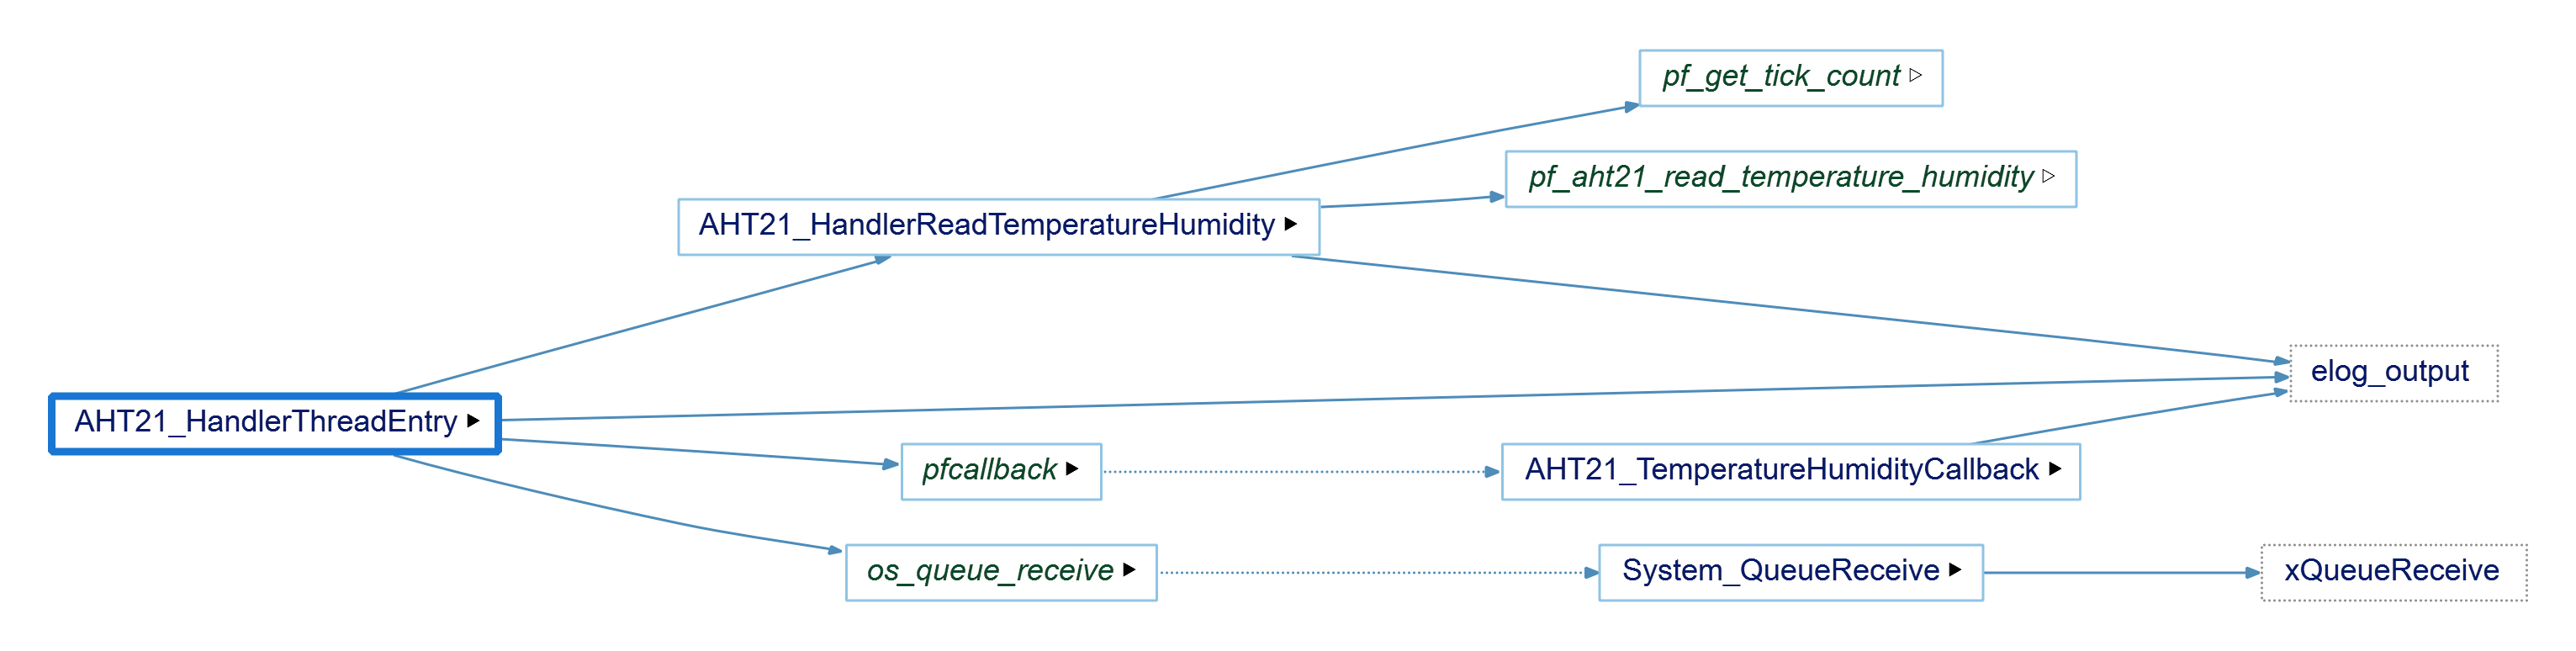 pf_get_tick_count
pf_aht21_read_temperature_humidity
AHT21_HandlerReadTemperatureHumidity
elog_output
AHT21_HandlerThreadEntry
pfcallback
AHT21_TemperatureHumidityCallback
os_queue_receive
System_QueueReceive
xQueueReceive